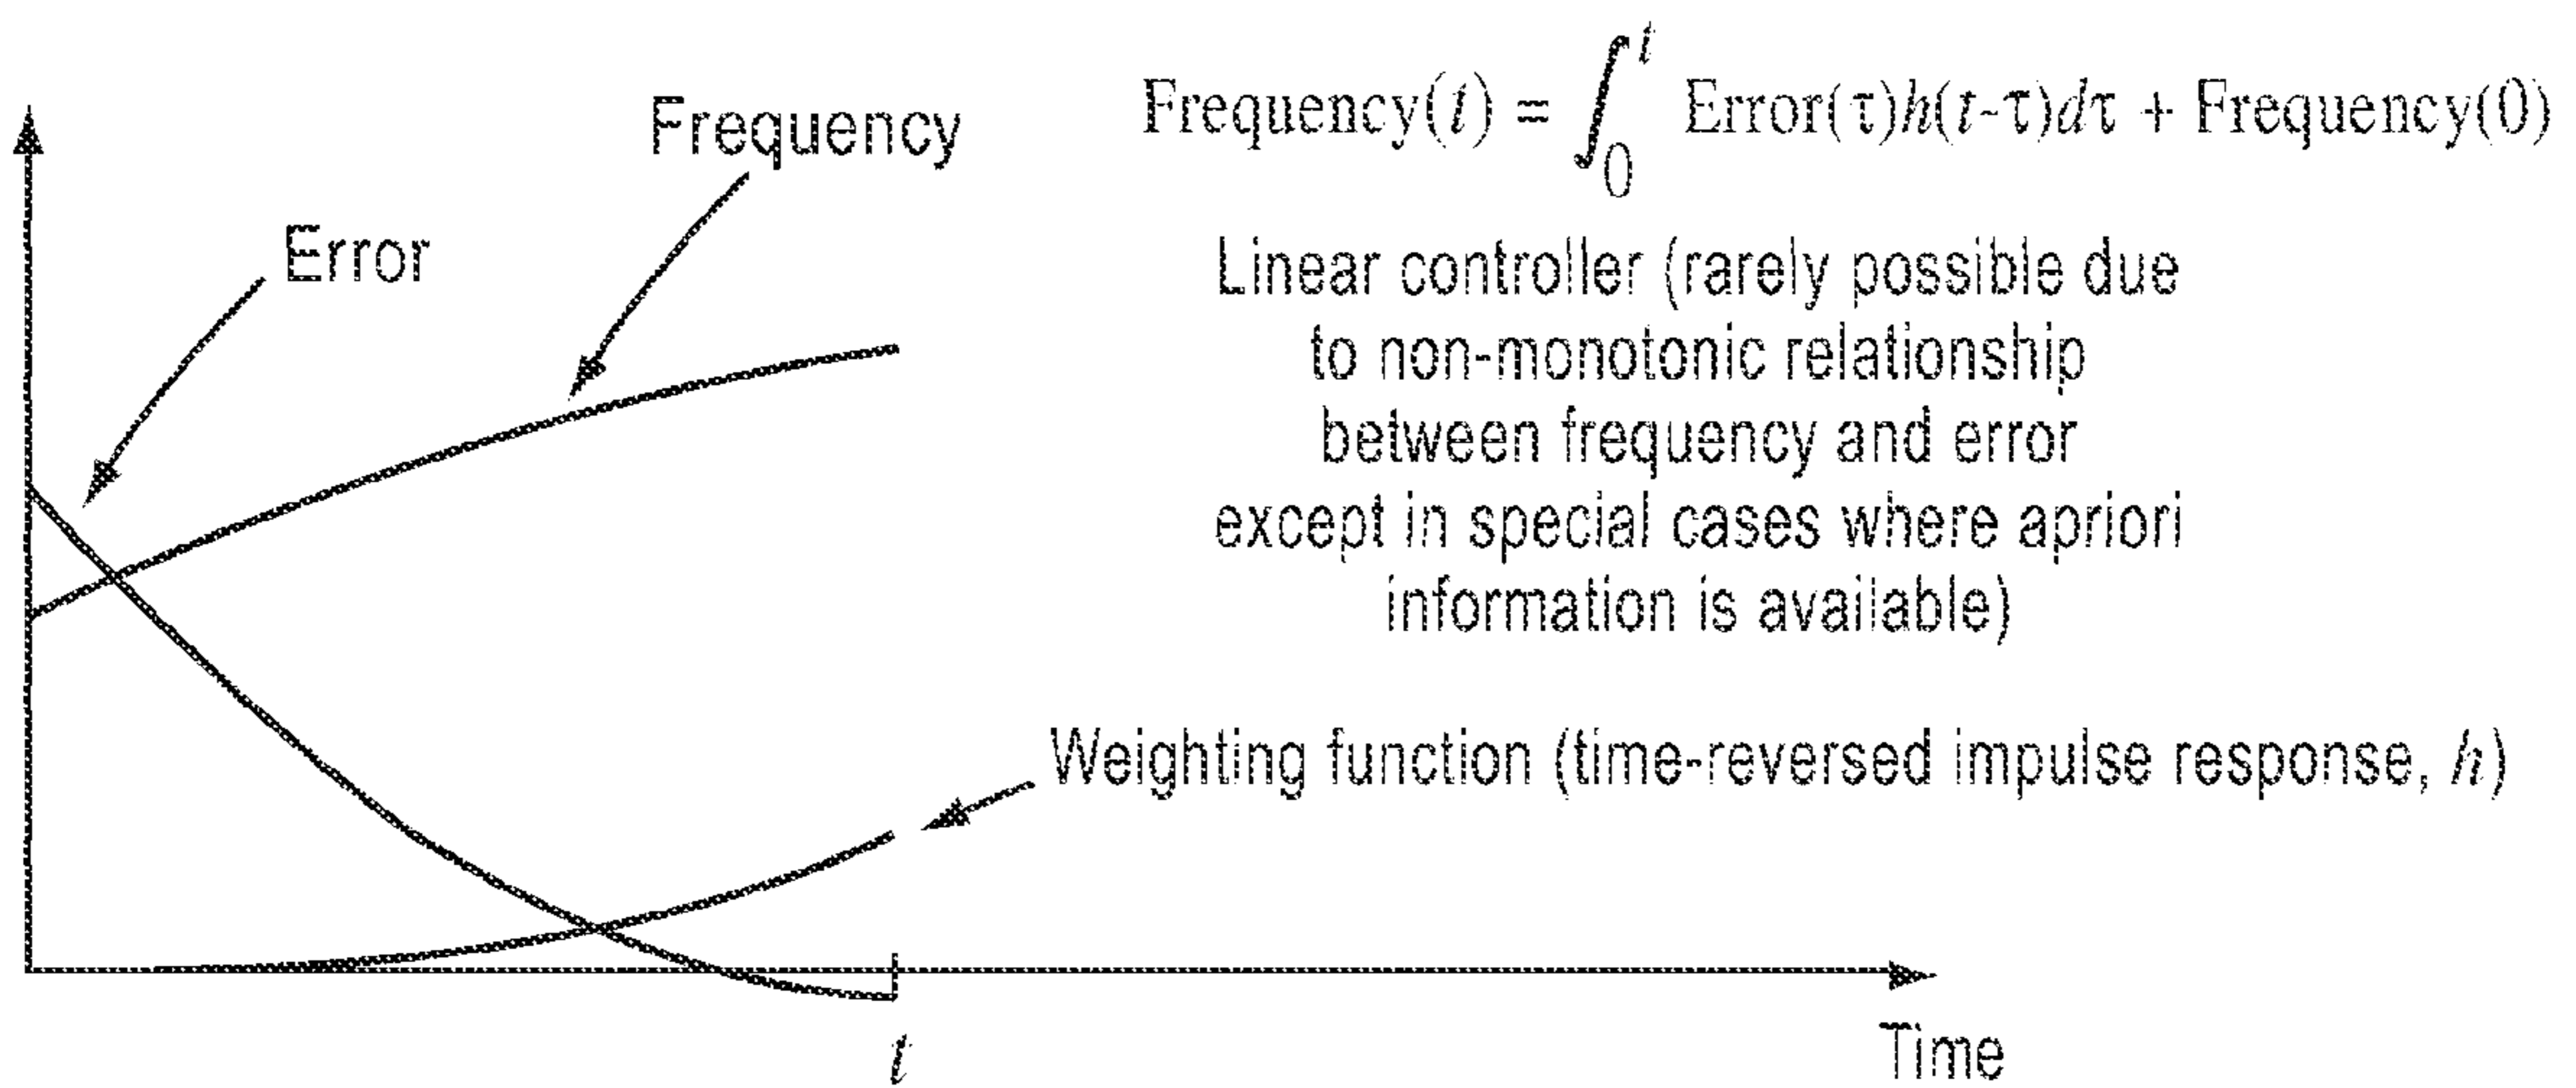 Frequency(t) = ∫₀ᵗ Error(τ)h(t-τ)dτ + Frequency(0)
Frequency
Error
Linear controller (rarely possible due
to non-monotonic relationship
between frequency and error
except in special cases where apriori
information is available)
Weighting function (time-reversed impulse response, h)
t
Time